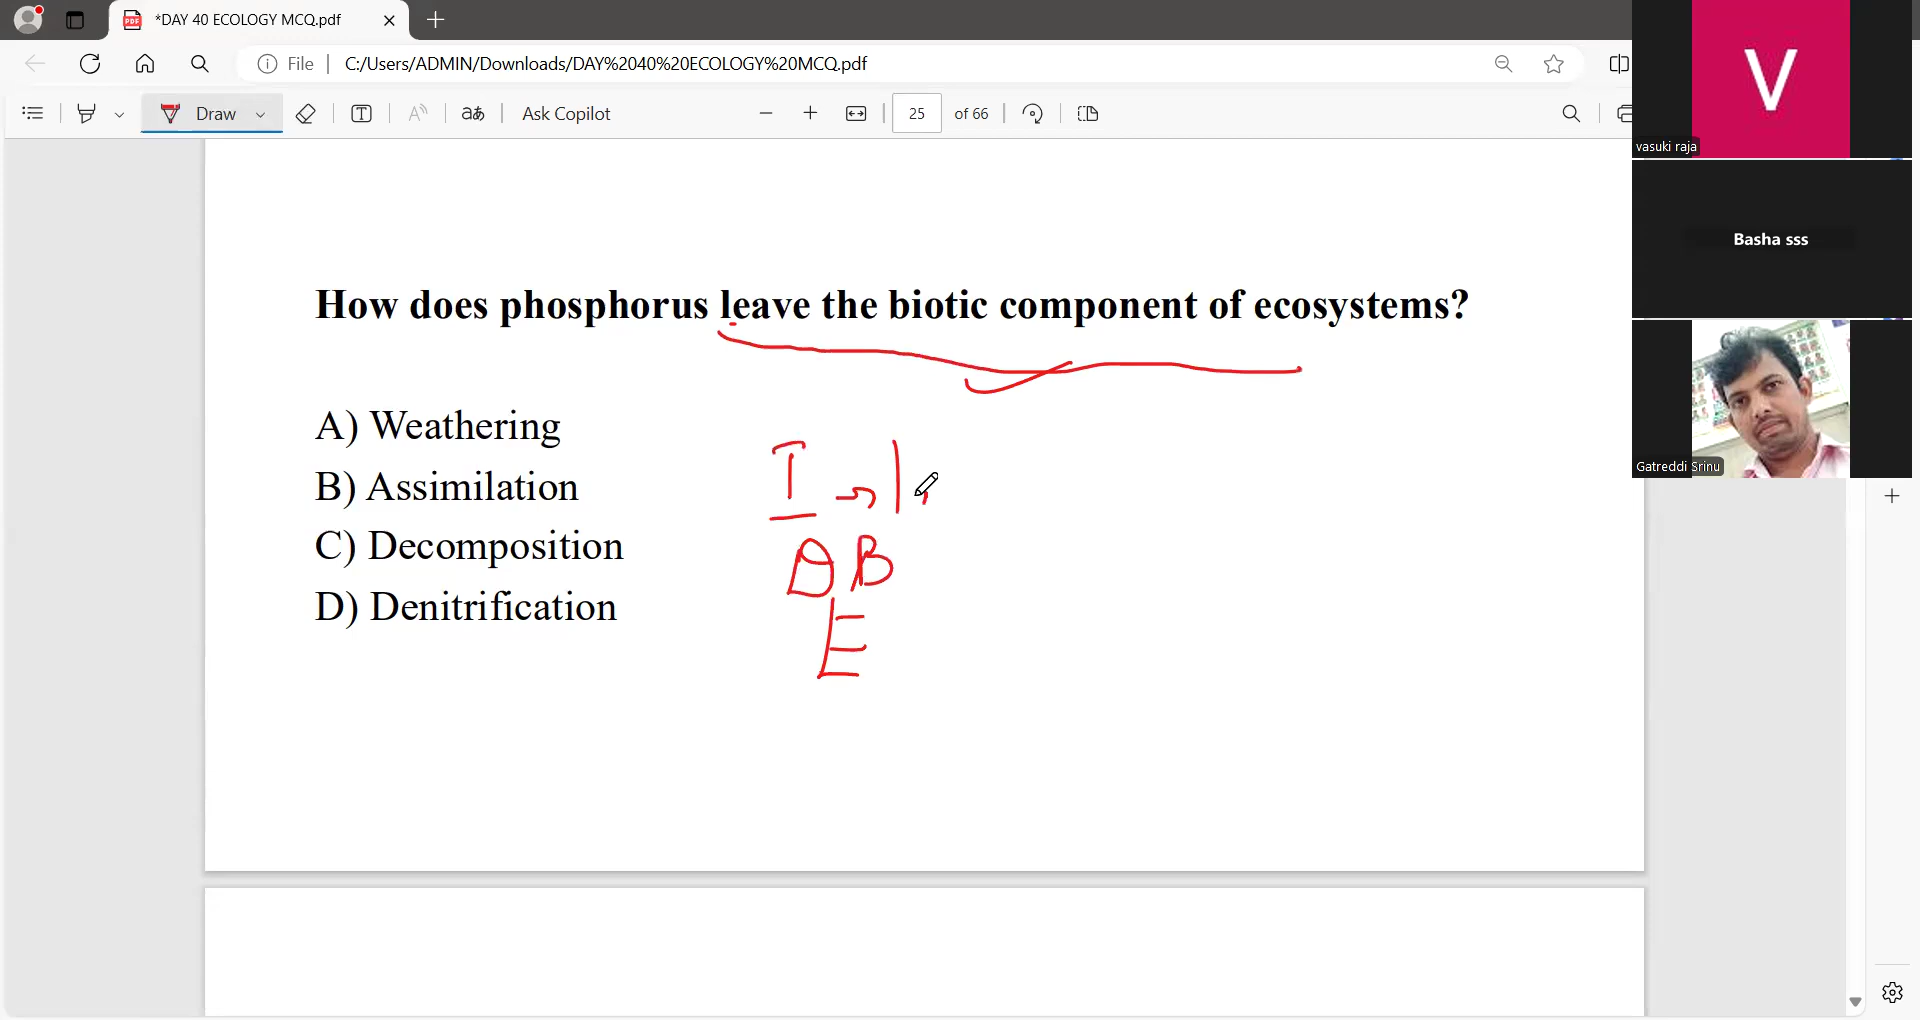 *DAY 40 ECOLOGY MCQ.pdf
File | C:/Users/ADMIN/Downloads/DAY%2040%20ECOLOGY%20MCQ.pdf
Draw
T
aあ
Ask Copilot
25 of 66
V
vasuki raja
Basha sss
Gatreddi Srinu
How does phosphorus leave the biotic component of ecosystems?
A) Weathering
B) Assimilation
C) Decomposition
D) Denitrification
I
D B
E